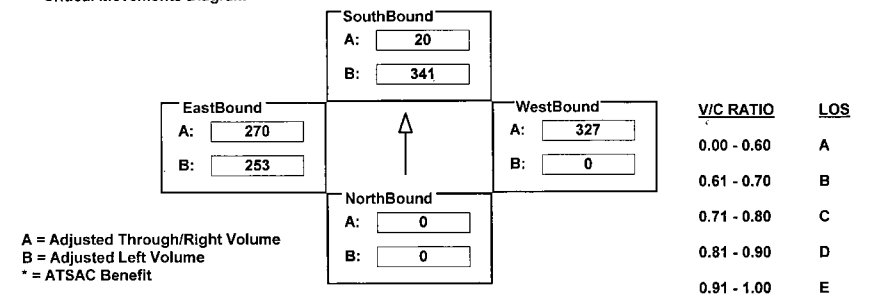 SouthBound
A: 20
B: 341
EastBound
A: 270
B: 253
WestBound
A: 327
B: 0
NorthBound
A: 0
B: 0
A = Adjusted Through/Right Volume
B = Adjusted Left Volume
* = ATSAC Benefit
V/C RATIO LOS
0.00 - 0.60 A
0.61 - 0.70 B
0.71 - 0.80 C
0.81 - 0.90 D
0.91 - 1.00 E